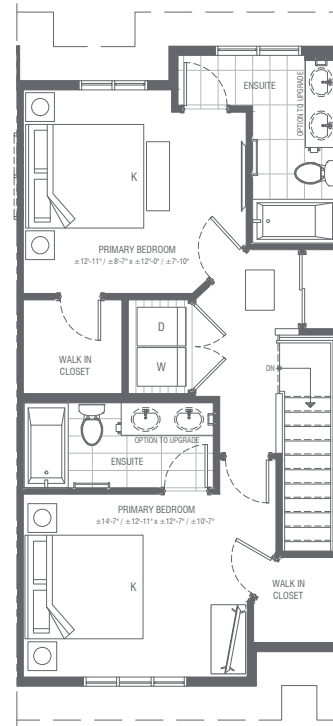 ENSUITE
OPTION TO UPGRADE
K
PRIMARY BEDROOM
±12'-11" / ±8'-7" x ±12'-0" / ±7'-10"
D
W
WALK IN
CLOSET
DN
OPTION TO UPGRADE
ENSUITE
PRIMARY BEDROOM
±14'-7" / ±12'-11" x ±12'-7" / ±10'-7"
K
WALK IN
CLOSET